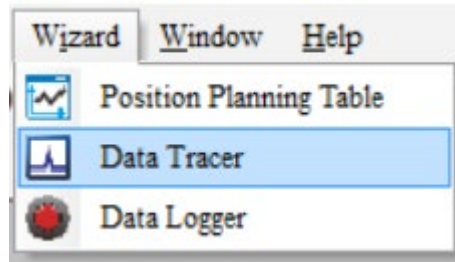 Wizard Window Help
Position Planning Table
Data Tracer
Data Logger